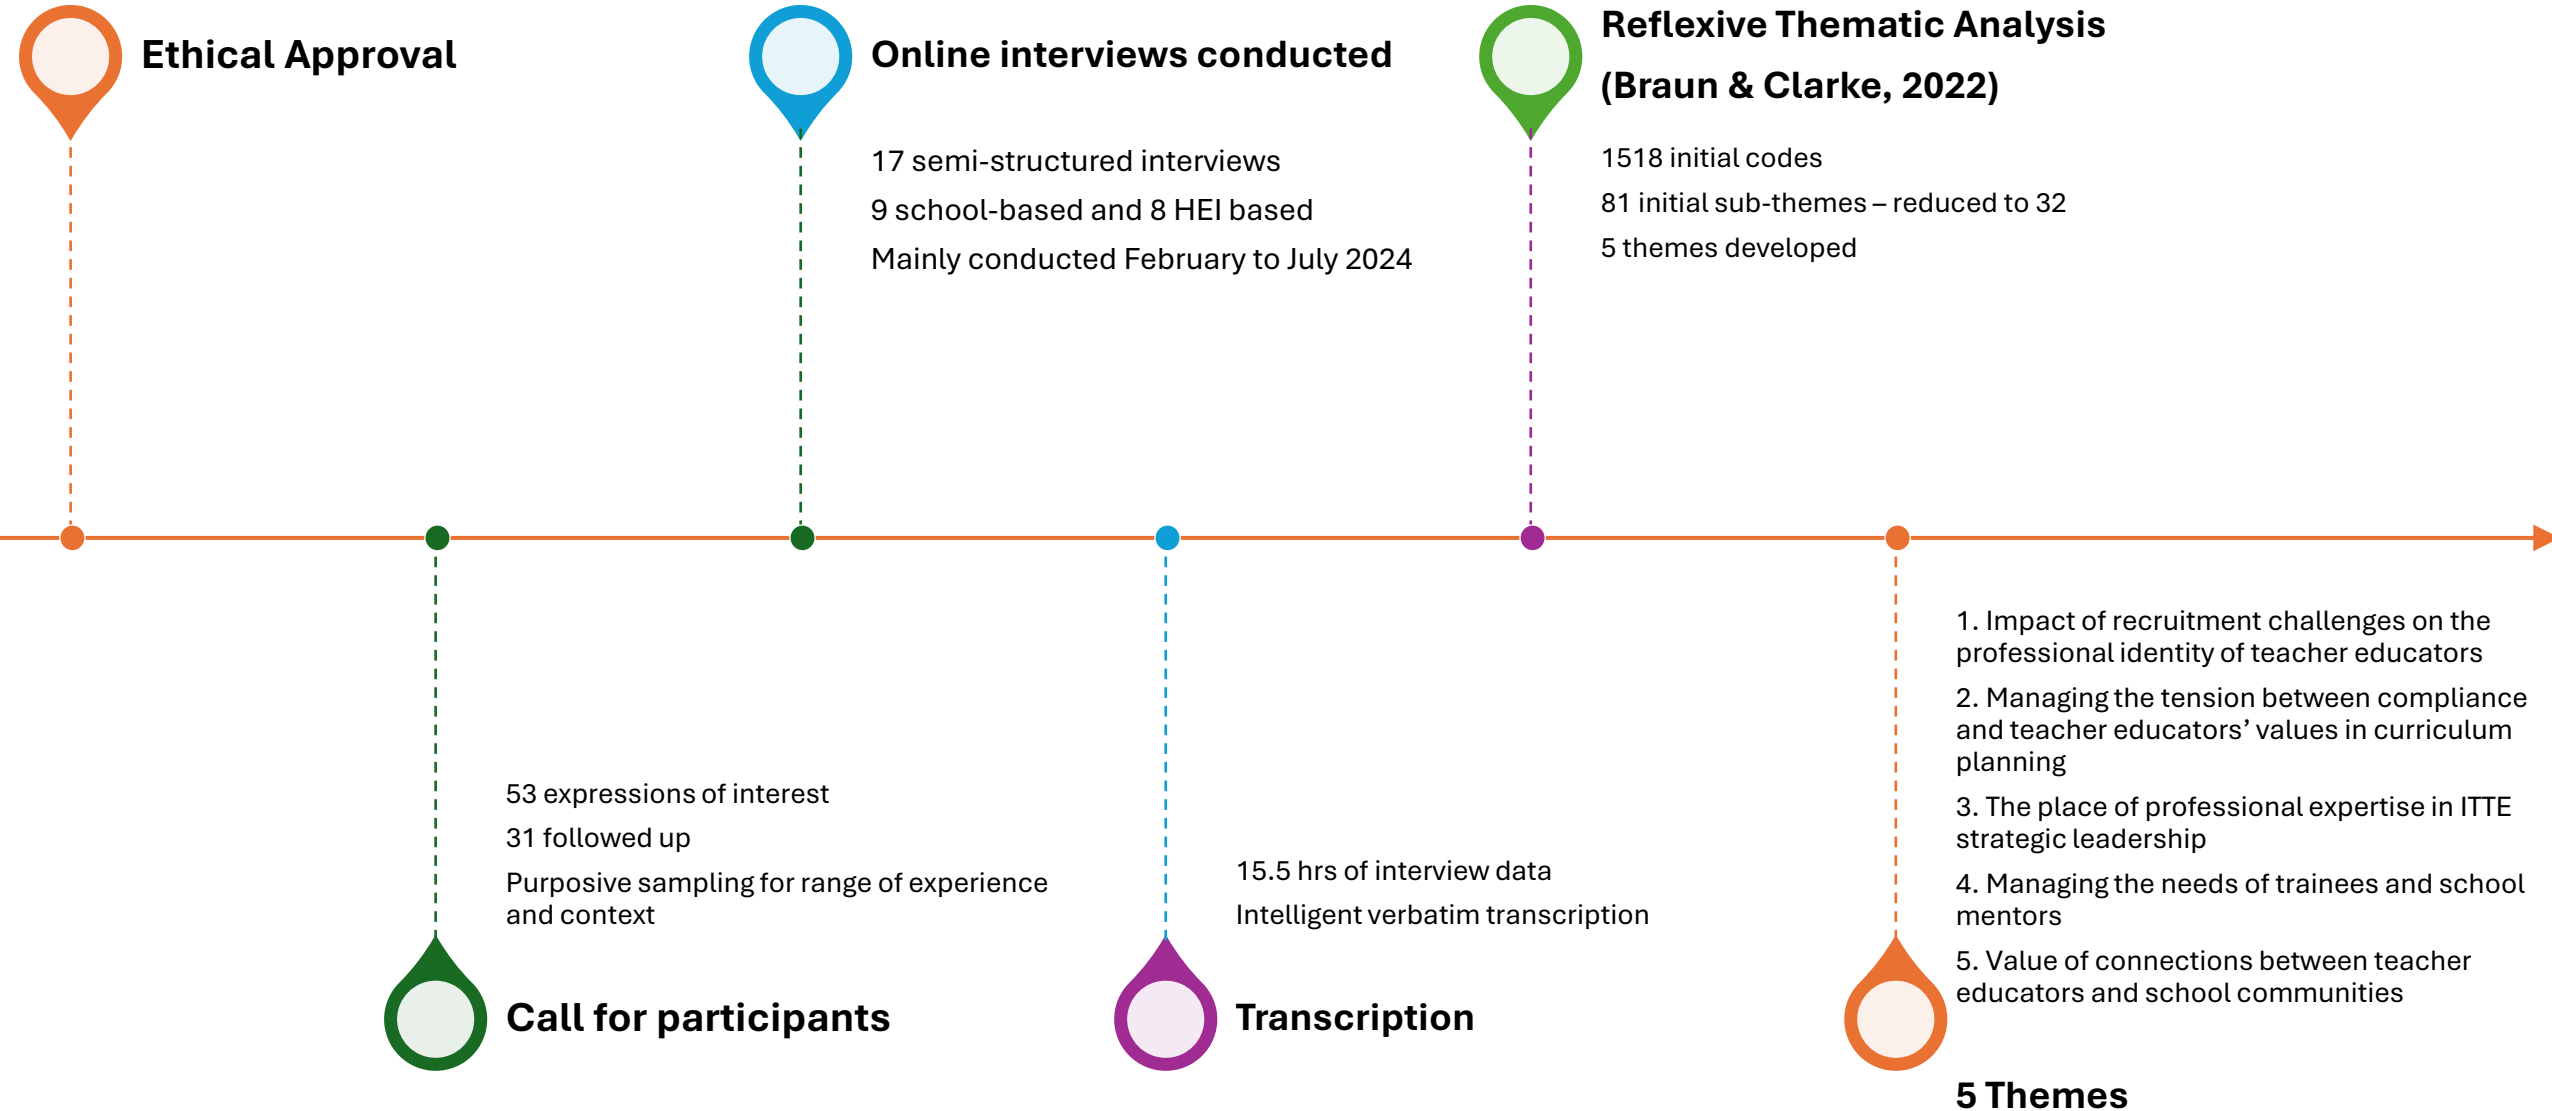 Ethical Approval
Online interviews conducted
17 semi-structured interviews
9 school-based and 8 HEI based
Mainly conducted February to July 2024
Reflexive Thematic Analysis
(Braun & Clarke, 2022)
1518 initial codes
81 initial sub-themes – reduced to 32
5 themes developed
53 expressions of interest
31 followed up
Purposive sampling for range of experience
and context
Call for participants
15.5 hrs of interview data
Intelligent verbatim transcription
Transcription
1. Impact of recruitment challenges on the
professional identity of teacher educators
2. Managing the tension between compliance
and teacher educators’ values in curriculum
planning
3. The place of professional expertise in ITTE
strategic leadership
4. Managing the needs of trainees and school
mentors
5. Value of connections between teacher
educators and school communities
5 Themes